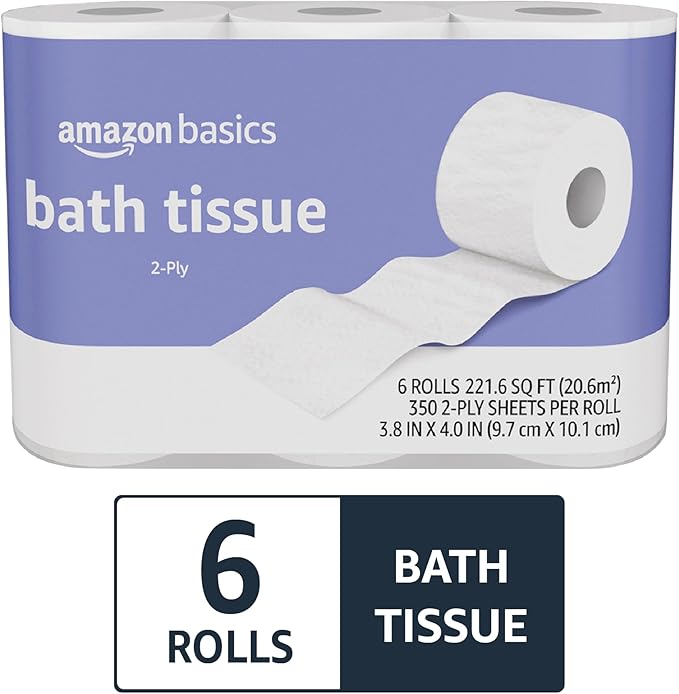 amazon basics
bath tissue
2-Ply
6 ROLLS 221.6 SQ FT (20.6m²)
350 2-PLY SHEETS PER ROLL
3.8 IN X 4.0 IN (9.7 cm X 10.1 cm)
6
ROLLS
BATH
TISSUE